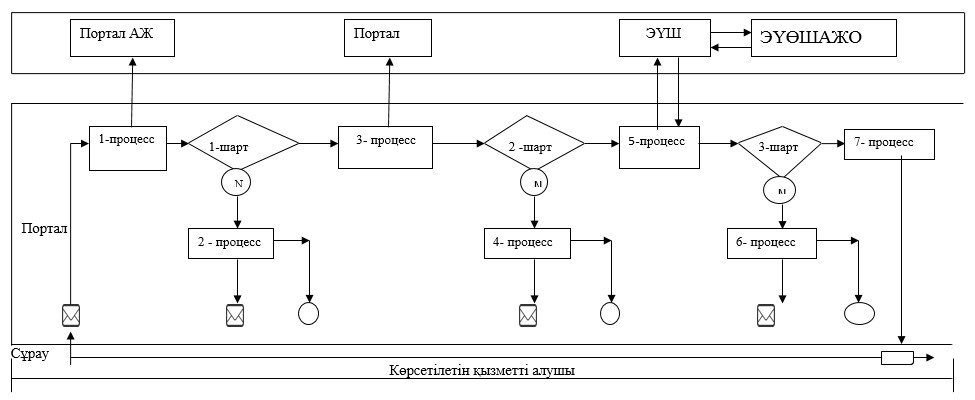 Портал АЖ
Портал
ЭҮШ
ЭҮӨШАЖО
1-процесс
1-шарт
3- процесс
2 -шарт
5-процесс
3-шарт
7- процесс
N
Портал
2 - процесс
4- процесс
6- процесс
Сұрау
Көрсетілетін қызметті алушы